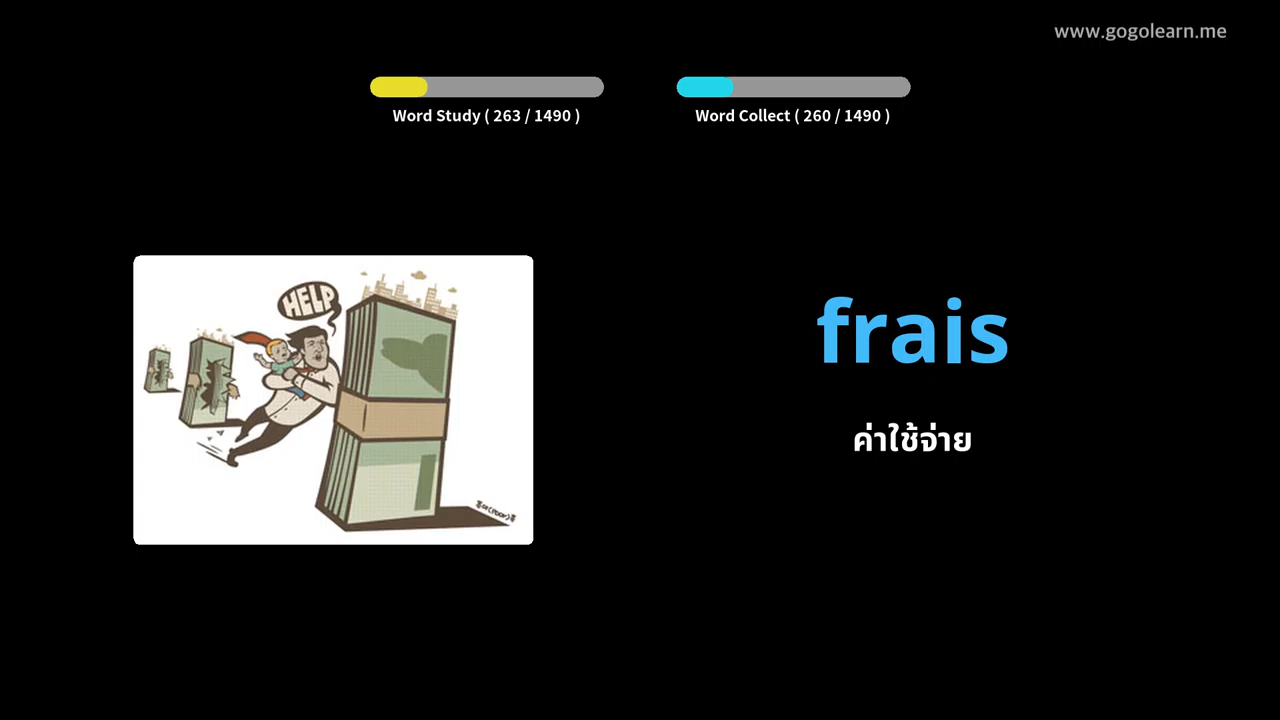 www.gogolearn.me
Word Study ( 263 / 1490 )
Word Collect ( 260 / 1490 )
HELP
frais
ค่าใช้จ่าย